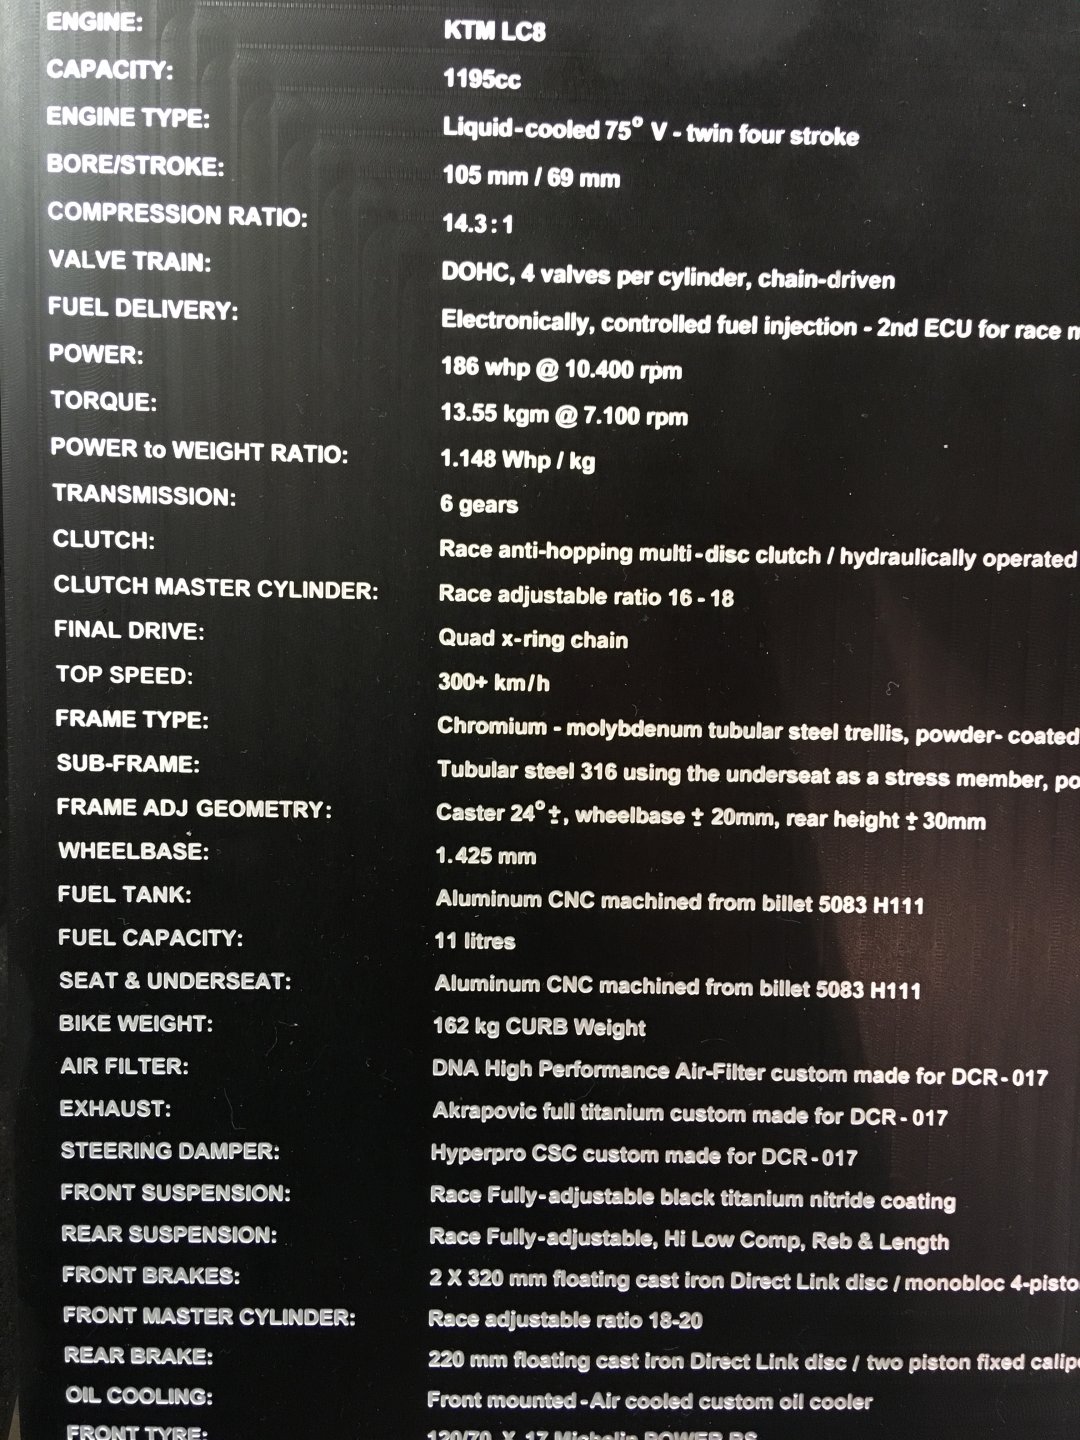 ENGINE: KTM LC8
CAPACITY: 1195cc
ENGINE TYPE: Liquid-cooled 75° V - twin four stroke
BORE/STROKE: 105 mm / 69 mm
COMPRESSION RATIO: 14.3 : 1
VALVE TRAIN: DOHC, 4 valves per cylinder, chain-driven
FUEL DELIVERY: Electronically, controlled fuel injection - 2nd ECU for race
POWER: 186 whp @ 10.400 rpm
TORQUE: 13.55 kgm @ 7.100 rpm
POWER to WEIGHT RATIO: 1.148 Whp / kg
TRANSMISSION: 6 gears
CLUTCH: Race anti-hopping multi-disc clutch / hydraulically operated
CLUTCH MASTER CYLINDER: Race adjustable ratio 16 - 18
FINAL DRIVE: Quad x-ring chain
TOP SPEED: 300+ km/h
FRAME TYPE: Chromium - molybdenum tubular steel trellis, powder- coated
SUB-FRAME: Tubular steel 316 using the underseat as a stress member, po
FRAME ADJ GEOMETRY: Caster 24° ±, wheelbase ± 20mm, rear height ± 30mm
WHEELBASE: 1.425 mm
FUEL TANK: Aluminum CNC machined from billet 5083 H111
FUEL CAPACITY: 11 litres
SEAT & UNDERSEAT: Aluminum CNC machined from billet 5083 H111
BIKE WEIGHT: 162 kg CURB Weight
AIR FILTER: DNA High Performance Air-Filter custom made for DCR - 017
EXHAUST: Akrapovic full titanium custom made for DCR - 017
STEERING DAMPER: Hyperpro CSC custom made for DCR - 017
FRONT SUSPENSION: Race Fully-adjustable black titanium nitride coating
REAR SUSPENSION: Race Fully-adjustable, Hi Low Comp, Reb & Length
FRONT BRAKES: 2 X 320 mm floating cast iron Direct Link disc / monobloc 4-pisto
FRONT MASTER CYLINDER: Race adjustable ratio 18-20
REAR BRAKE: 220 mm floating cast iron Direct Link disc / two piston fixed calipe
OIL COOLING: Front mounted - Air cooled custom oil cooler
FRONT TYRE: 120/70 X 17 Michelin POWER RS